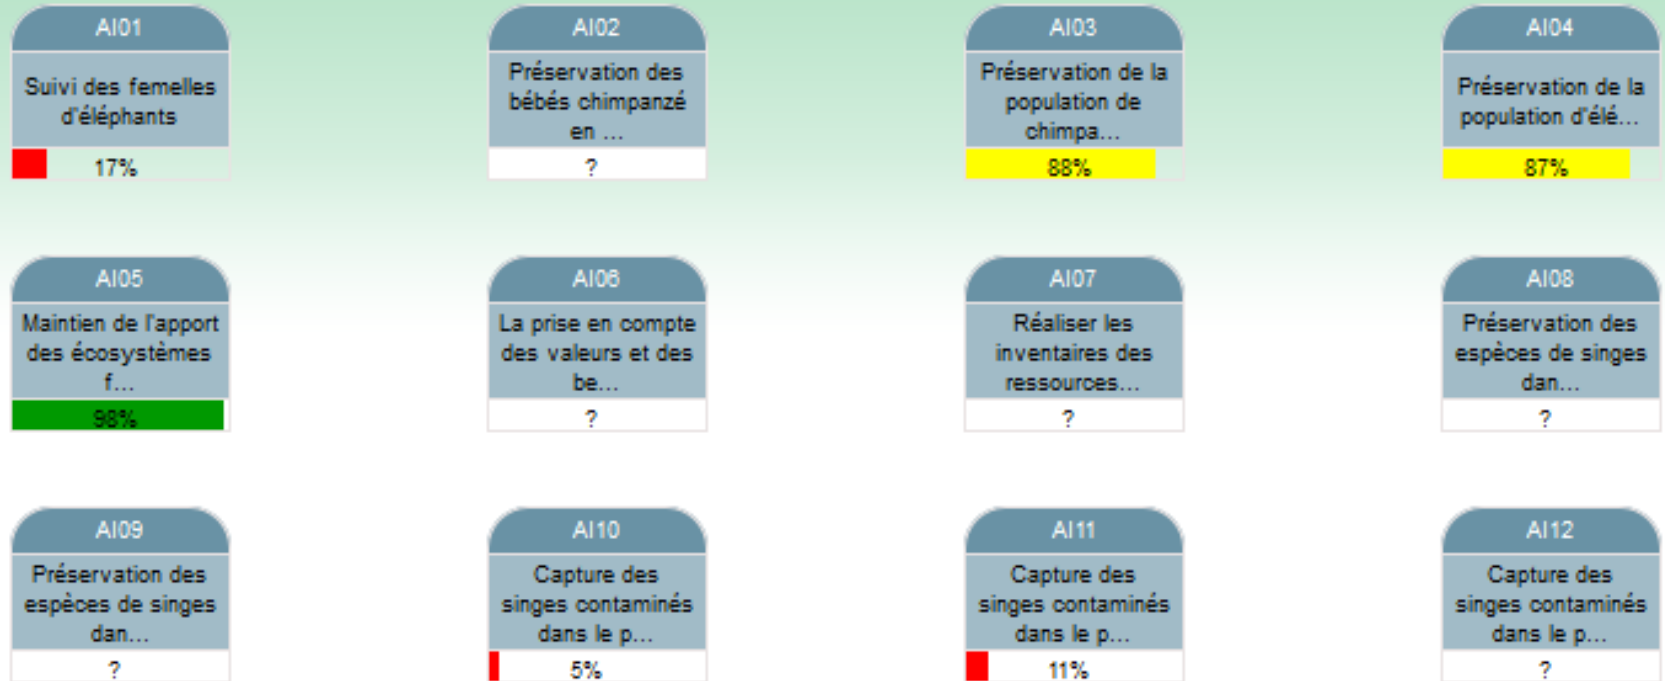 AI01
Suivi des femelles
d'éléphants
17%
AI02
Préservation des
bébés chimpanzé
en ...
?
AI03
Préservation de la
population de
chimpa...
88%
AI04
Préservation de la
population d'élé...
87%
AI05
Maintien de l'apport
des écosystèmes
f...
98%
AI06
La prise en compte
des valeurs et des
be...
?
AI07
Réaliser les
inventaires des
ressources...
?
AI08
Préservation des
espèces de singes
dan...
?
AI09
Préservation des
espèces de singes
dan...
?
AI10
Capture des
singes contaminés
dans le p...
5%
AI11
Capture des
singes contaminés
dans le p...
11%
AI12
Capture des
singes contaminés
dans le p...
?